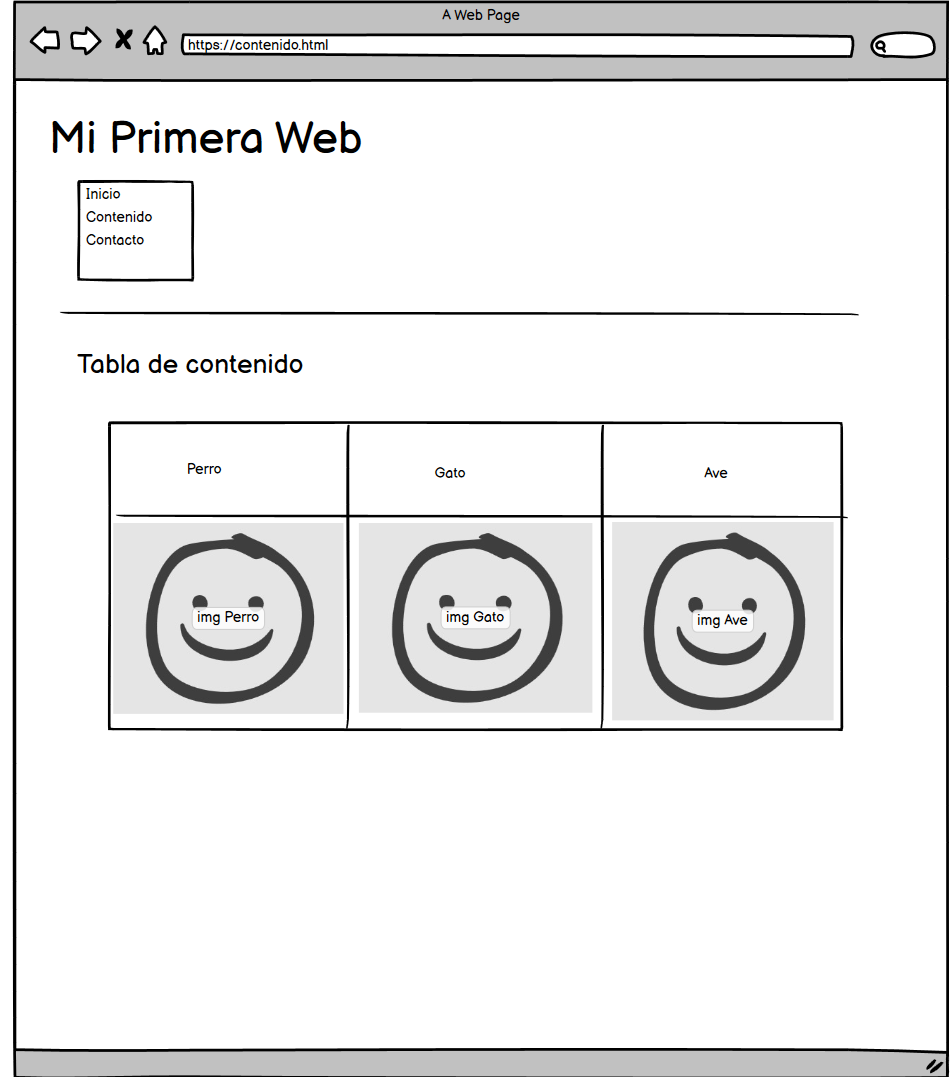 A Web Page
https://contenido.html
Mi Primera Web
Inicio
Contenido
Contacto
Tabla de contenido
Perro
Gato
Ave
img Perro
img Gato
img Ave